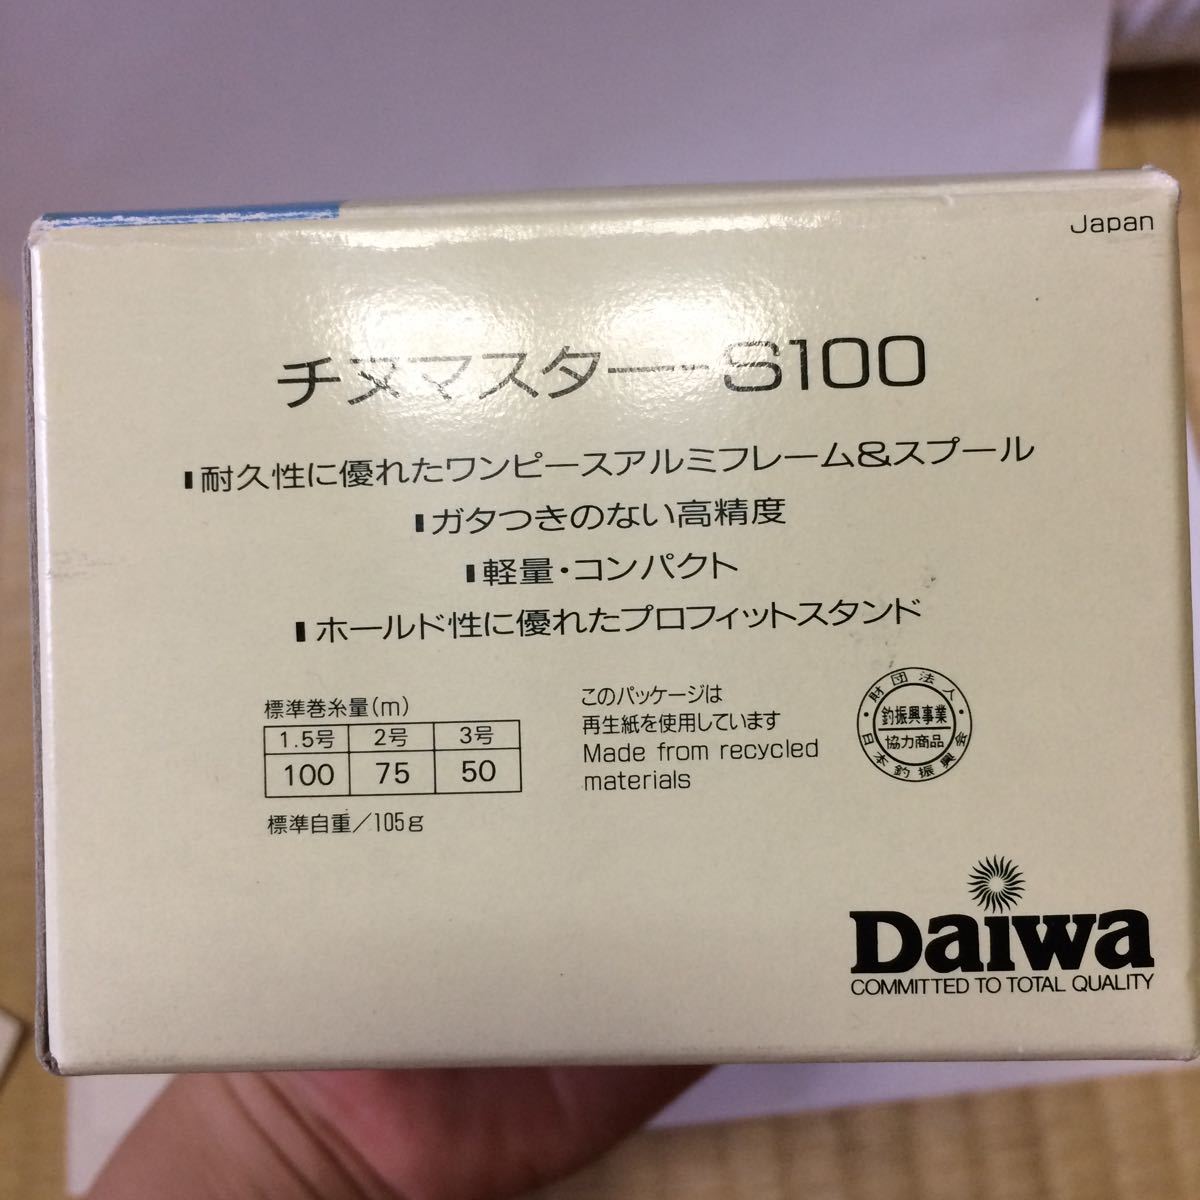 Japan
チヌマスターS100
▮耐久性に優れたワンピースアルミフレーム&スプール
▮ガタつきのない高精度
▮軽量・コンパクト
▮ホールド性に優れたプロフィットスタンド
標準巻糸量(m)
1.5号 2号 3号
100 75 50
標準自重/105g
このパッケージは
再生紙を使用しています
Made from recycled
materials
財団法人
釣振興事業
協力商品
日本釣振興会
Daiwa
COMMITTED TO TOTAL QUALITY